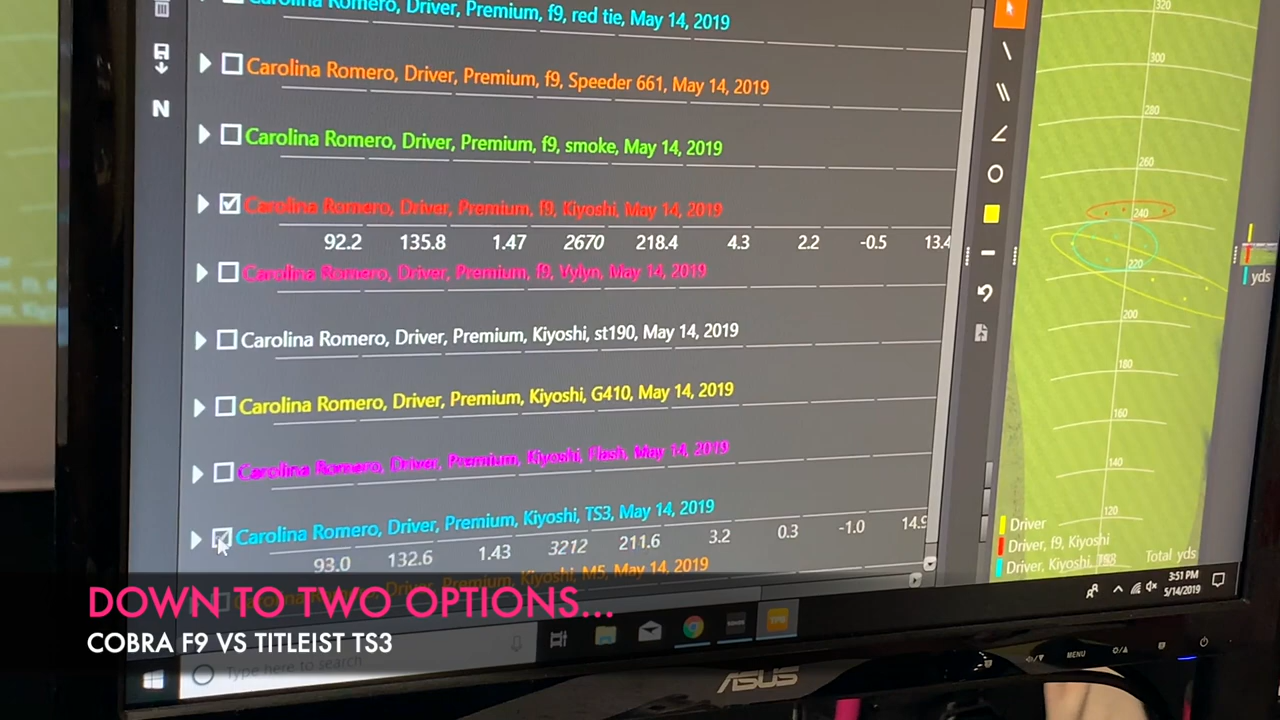 Carolina Romero, Driver, Premium, f9, red tie, May 14, 2019
Carolina Romero, Driver, Premium, f9, Speeder 661, May 14, 2019
Carolina Romero, Driver, Premium, f9, smoke, May 14, 2019
Carolina Romero, Driver, Premium, f9, Kiyoshi, May 14, 2019
92.2 135.8 1.47 2670 218.4 4.3 2.2 -0.5 13.4
Carolina Romero, Driver, Premium, f9, Vylyn, May 14, 2019
Carolina Romero, Driver, Premium, Kiyoshi, st190, May 14, 2019
Carolina Romero, Driver, Premium, Kiyoshi, G410, May 14, 2019
Carolina Romero, Driver, Premium, Kiyoshi, Flash, May 14, 2019
Carolina Romero, Driver, Premium, Kiyoshi, TS3, May 14, 2019
93.0 132.6 1.43 3212 211.6 3.2 0.3 -1.0 14.9
Driver, Premium, Kiyoshi, M5, May 14, 2019
N
320
300
280
260
240
220
200
180
160
140
120
yds
Driver
Driver, f9, Kiyoshi
Driver, Kiyoshi,
Total yds
3:51 PM
5/14/2019
DOWN TO TWO OPTIONS...
COBRA F9 VS TITLEIST TS3
Type here to search
ASUS
MENU